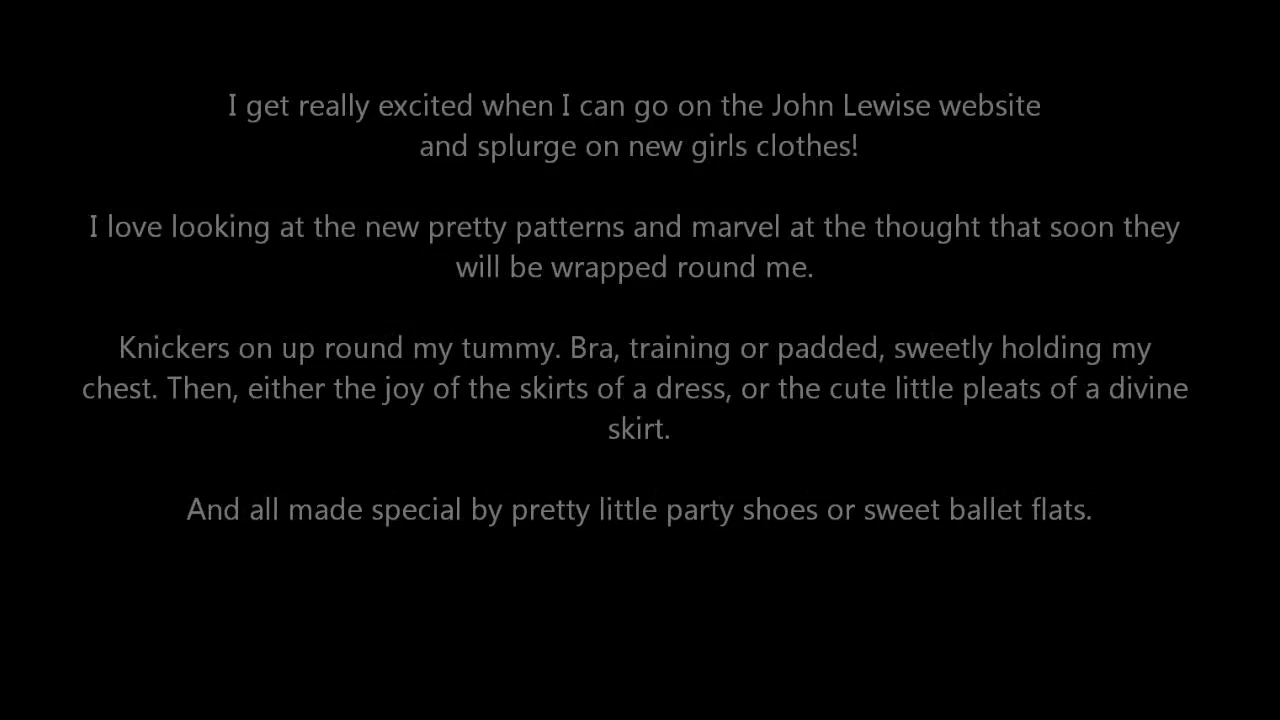 I get really excited when I can go on the John Lewise website
and splurge on new girls clothes!
I love looking at the new pretty patterns and marvel at the thought that soon they
will be wrapped round me.
Knickers on up round my tummy. Bra, training or padded, sweetly holding my
chest. Then, either the joy of the skirts of a dress, or the cute little pleats of a divine
skirt.
And all made special by pretty little party shoes or sweet ballet flats.